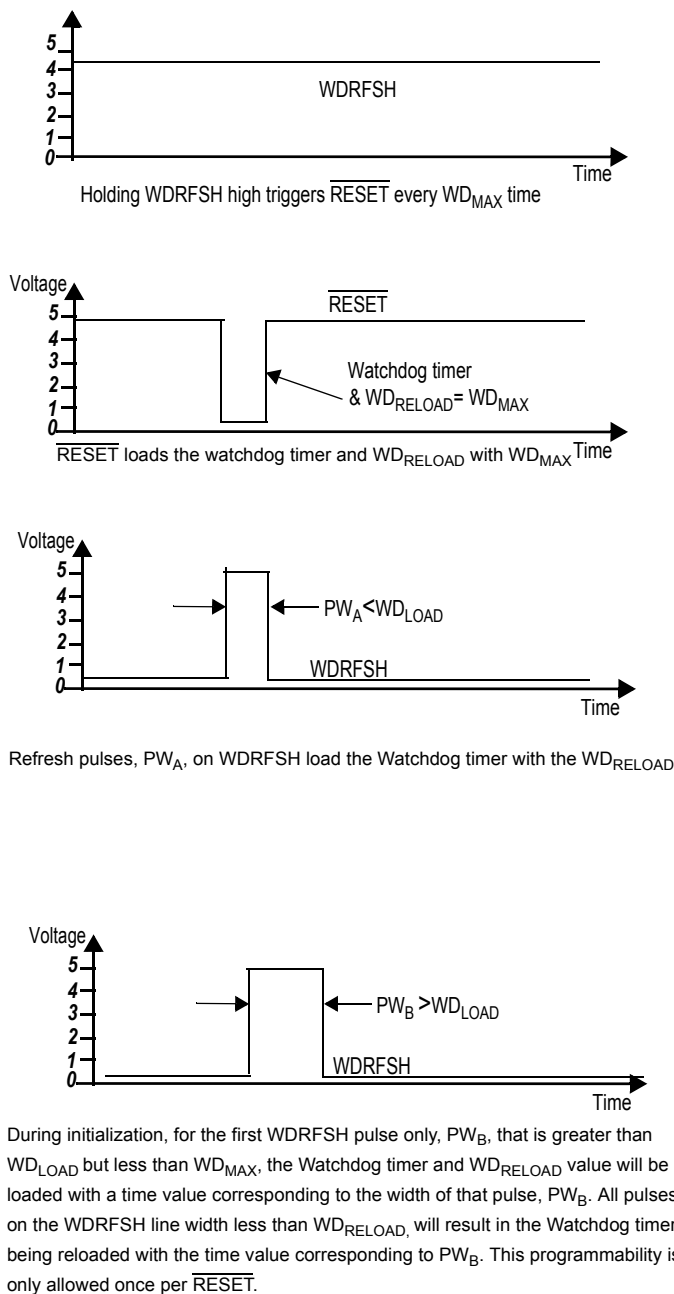 5
4
3
2
1
0
WDRFSH
Time
Holding WDRFSH high triggers RESET every WDMAX time
Voltage
5
4
3
2
1
0
RESET
Watchdog timer
& WDRELOAD= WDMAX
RESET loads the watchdog timer and WDRELOAD with WDMAX
Time
Voltage
5
4
3
2
1
0
PWA<WDLOAD
WDRFSH
Time
Refresh pulses, PWA, on WDRFSH load the Watchdog timer with the WDRELOAD
Voltage
5
4
3
2
1
0
PWB >WDLOAD
WDRFSH
Time
During initialization, for the first WDRFSH pulse only, PWB, that is greater than
WDLOAD but less than WDMAX, the Watchdog timer and WDRELOAD value will be
loaded with a time value corresponding to the width of that pulse, PWB. All pulses
on the WDRFSH line width less than WDRELOAD, will result in the Watchdog timer
being reloaded with the time value corresponding to PWB. This programmability is
only allowed once per RESET.